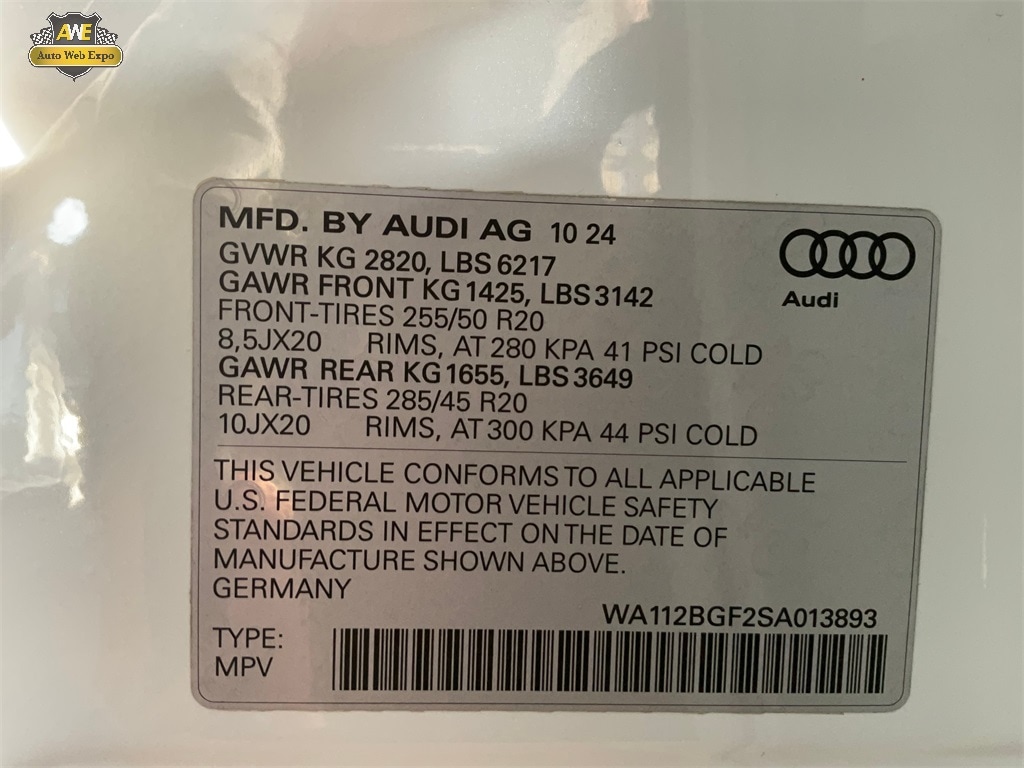 AWE
Auto Web Expo
MFD. BY AUDI AG 10 24
GVWR KG 2820, LBS 6217
GAWR FRONT KG 1425, LBS 3142
FRONT-TIRES 255/50 R20
8,5JX20 RIMS, AT 280 KPA 41 PSI COLD
GAWR REAR KG 1655, LBS 3649
REAR-TIRES 285/45 R20
10JX20 RIMS, AT 300 KPA 44 PSI COLD
Audi
THIS VEHICLE CONFORMS TO ALL APPLICABLE
U.S. FEDERAL MOTOR VEHICLE SAFETY
STANDARDS IN EFFECT ON THE DATE OF
MANUFACTURE SHOWN ABOVE.
GERMANY
WA112BGF2SA013893
TYPE:
MPV